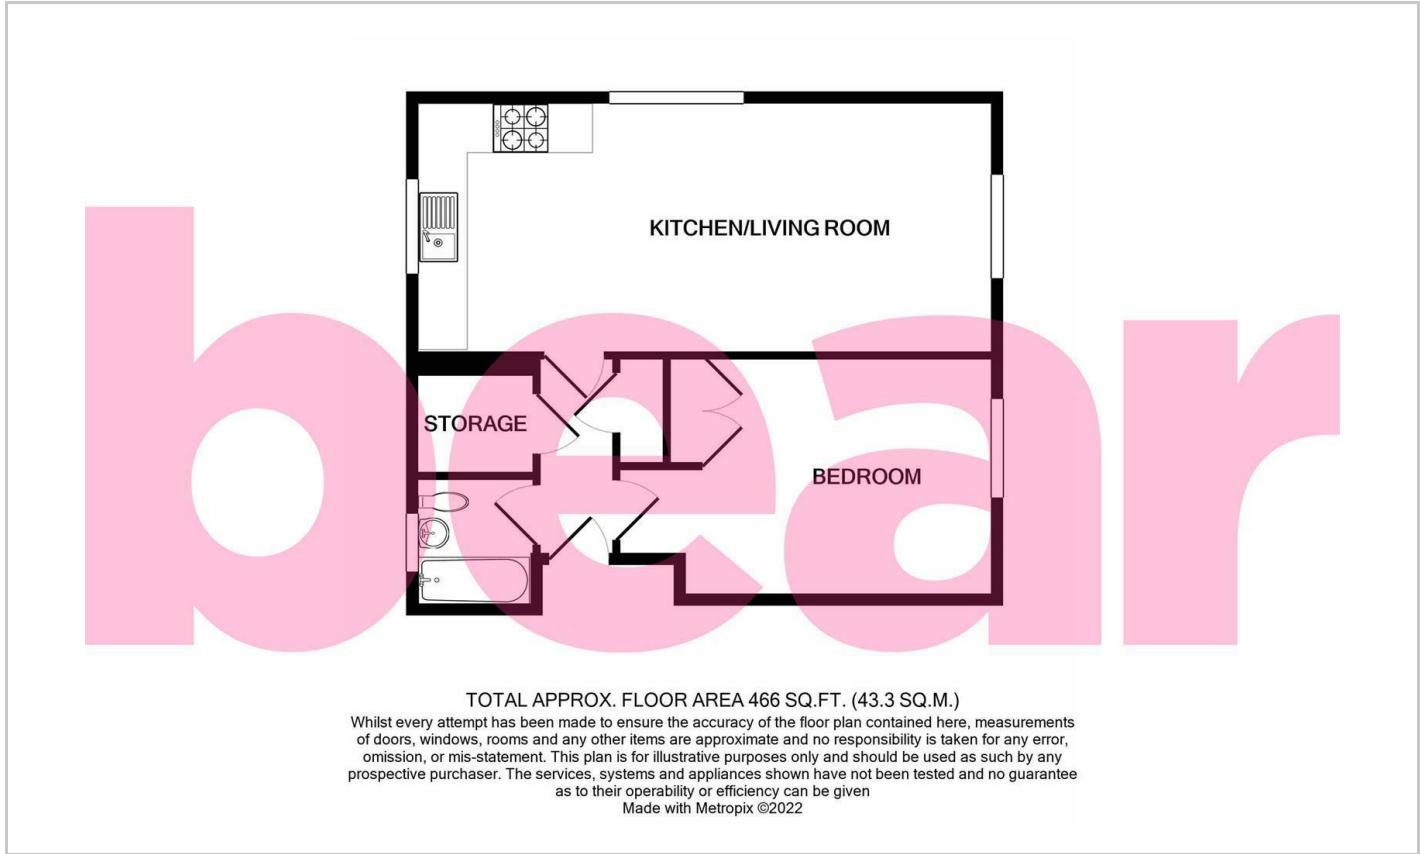 KITCHEN/LIVING ROOM
STORAGE
BEDROOM
bear
TOTAL APPROX. FLOOR AREA 466 SQ.FT. (43.3 SQ.M.)
Whilst every attempt has been made to ensure the accuracy of the floor plan contained here, measurements
of doors, windows, rooms and any other items are approximate and no responsibility is taken for any error,
omission, or mis-statement. This plan is for illustrative purposes only and should be used as such by any
prospective purchaser. The services, systems and appliances shown have not been tested and no guarantee
as to their operability or efficiency can be given
Made with Metropix ©2022